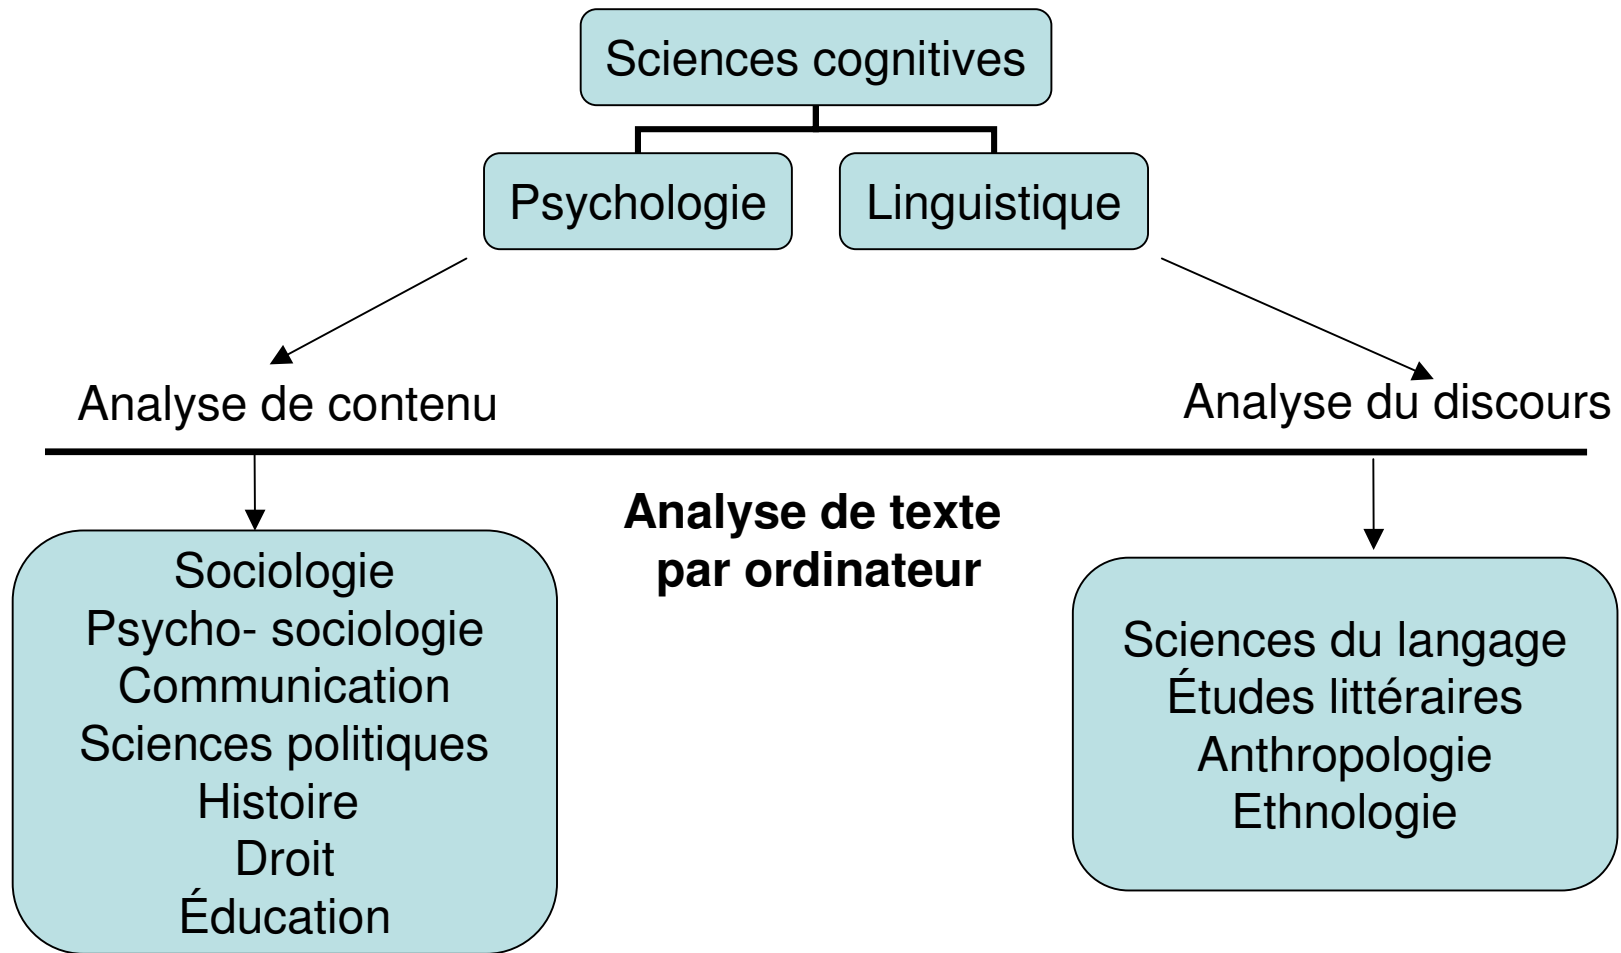 Sciences cognitives
Psychologie
Linguistique
Analyse de contenu
Analyse du discours
Analyse de texte
par ordinateur
Sociologie
Psycho- sociologie
Communication
Sciences politiques
Histoire
Droit
Éducation
Sciences du langage
Études littéraires
Anthropologie
Ethnologie